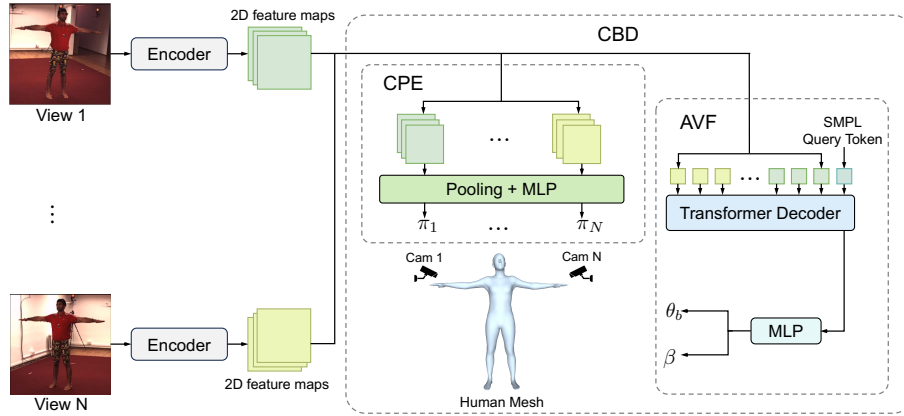 2D feature maps
CBD
Encoder
View 1
CPE
...
Pooling + MLP
π1 ... πN
Cam 1
Cam N
Human Mesh
AVF
SMPL
Query Token
...
Transformer Decoder
θb
MLP
β
...
Encoder
2D feature maps
View N